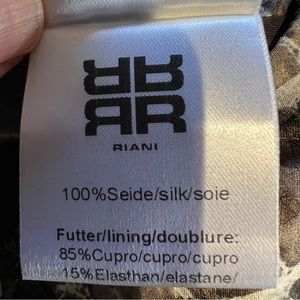 RIANI
100%Seide/silk/soie
Futter/lining/doublure:
85%Cupro/cupro/cupro
15%Elasthan/elastane/